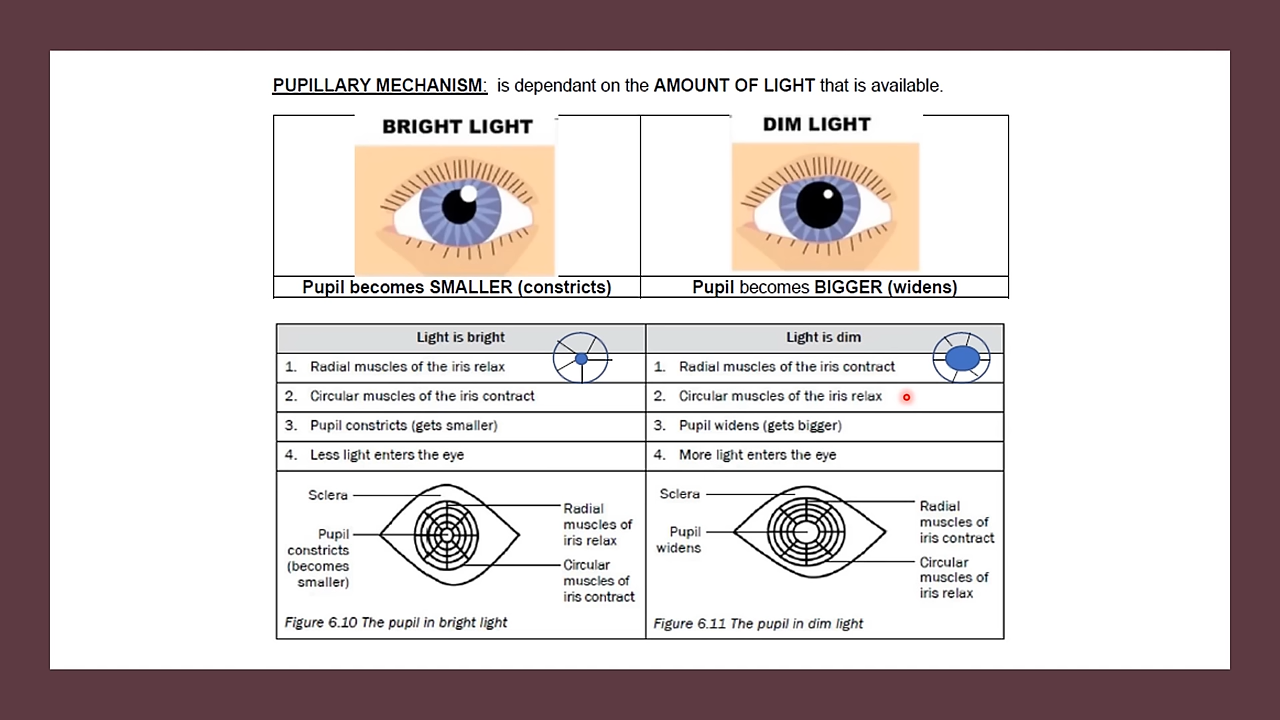 PUPILLARY MECHANISM: is dependant on the AMOUNT OF LIGHT that is available.
BRIGHT LIGHT
DIM LIGHT
Pupil becomes SMALLER (constricts)
Pupil becomes BIGGER (widens)
Light is bright
Light is dim
1. Radial muscles of the iris relax
1. Radial muscles of the iris contract
2. Circular muscles of the iris contract
2. Circular muscles of the iris relax
3. Pupil constricts (gets smaller)
3. Pupil widens (gets bigger)
4. Less light enters the eye
4. More light enters the eye
Sclera
Pupil
constricts
(becomes
smaller)
Radial
muscles of
iris relax
Circular
muscles of
iris contract
Figure 6.10 The pupil in bright light
Sclera
Pupil
widens
Radial
muscles of
iris contract
Circular
muscles of
iris relax
Figure 6.11 The pupil in dim light